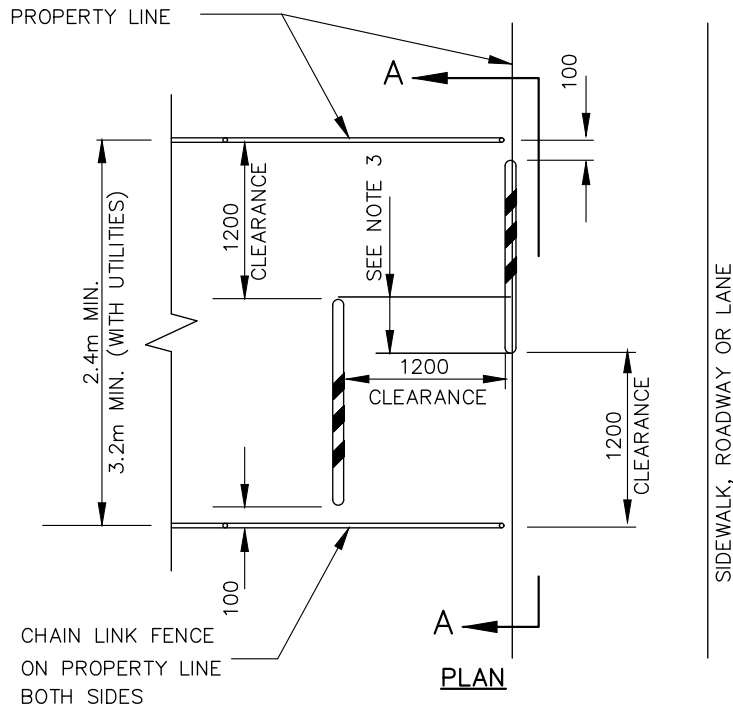 PROPERTY LINE
A
100
1200
CLEARANCE
SEE NOTE 3
2.4m MIN.
3.2m MIN. (WITH UTILITIES)
1200
CLEARANCE
1200
CLEARANCE
SIDEWALK, ROADWAY OR LANE
100
A
CHAIN LINK FENCE
ON PROPERTY LINE
BOTH SIDES
PLAN